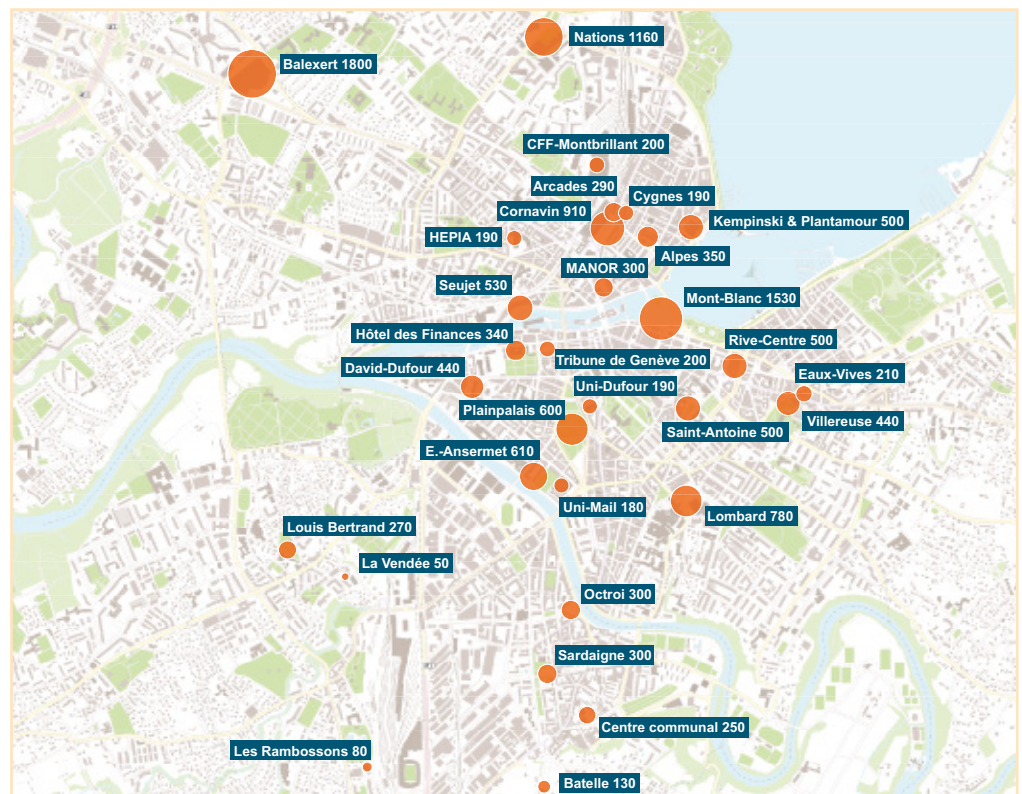 Nations 1160
Balexert 1800
CFF-Montbrillant 200
Arcades 290
Cygnes 190
Cornavin 910
Kempinski & Plantamour 500
HEPIA 190
Alpes 350
MANOR 300
Seujet 530
Mont-Blanc 1530
Hôtel des Finances 340
Rive-Centre 500
Tribune de Genève 200
David-Dufour 440
Eaux-Vives 210
Uni-Dufour 190
Plainpalais 600
Villereuse 440
Saint-Antoine 500
E.-Ansermet 610
Uni-Mail 180
Lombard 780
Louis Bertrand 270
La Vendée 50
Octroi 300
Sardaigne 300
Centre communal 250
Les Rambossons 80
Batelle 130